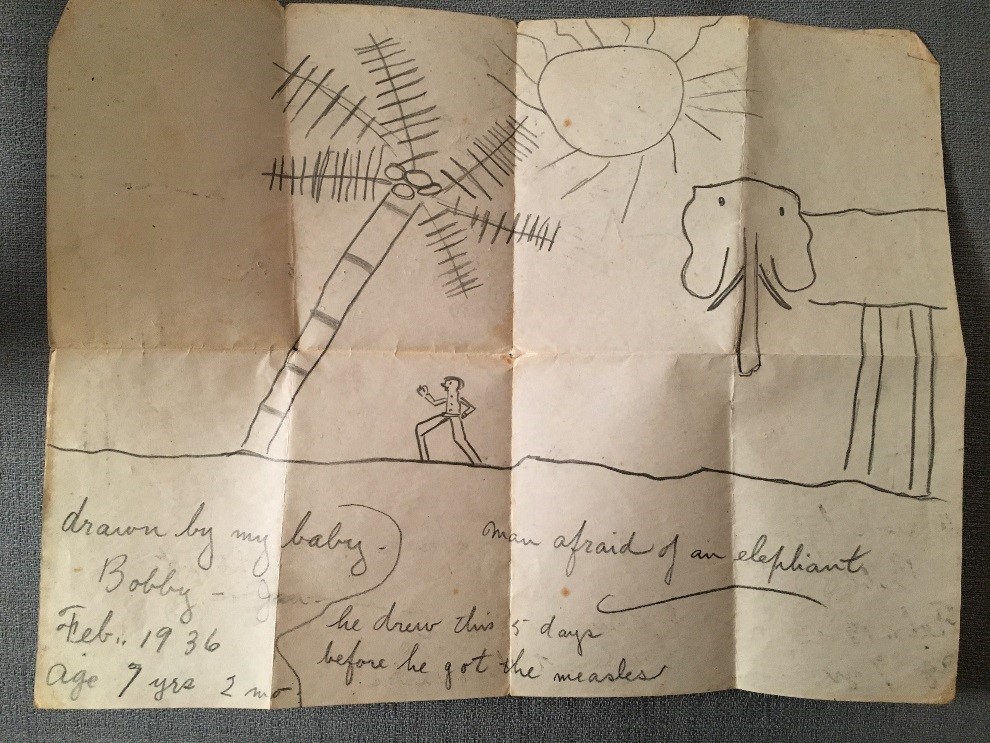 drawn by my baby -
Bobby -
Feb., 1936
age 7 yrs 2 mo
man afraid of an elephant
he drew this 5 days
before he got the measles